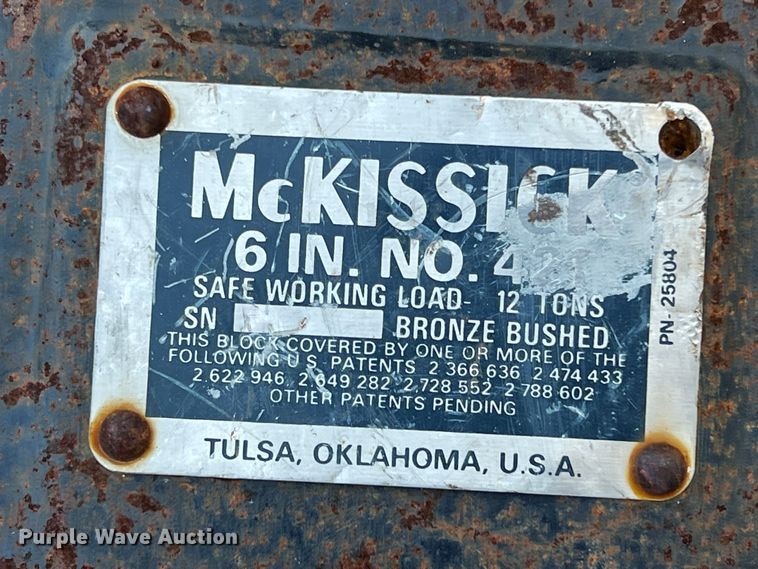 McKISSICK
6 IN. NO.
SAFE WORKING LOAD- 12 TONS
SN BRONZE BUSHED
THIS BLOCK COVERED BY ONE OR MORE OF THE
FOLLOWING U.S. PATENTS 2 366.636 2 474 433
2.622 946 2.649 282 2.728.552 2 788 602
OTHER PATENTS PENDING
TULSA, OKLAHOMA, U.S.A.
PN- 25804
Purple Wave Auction